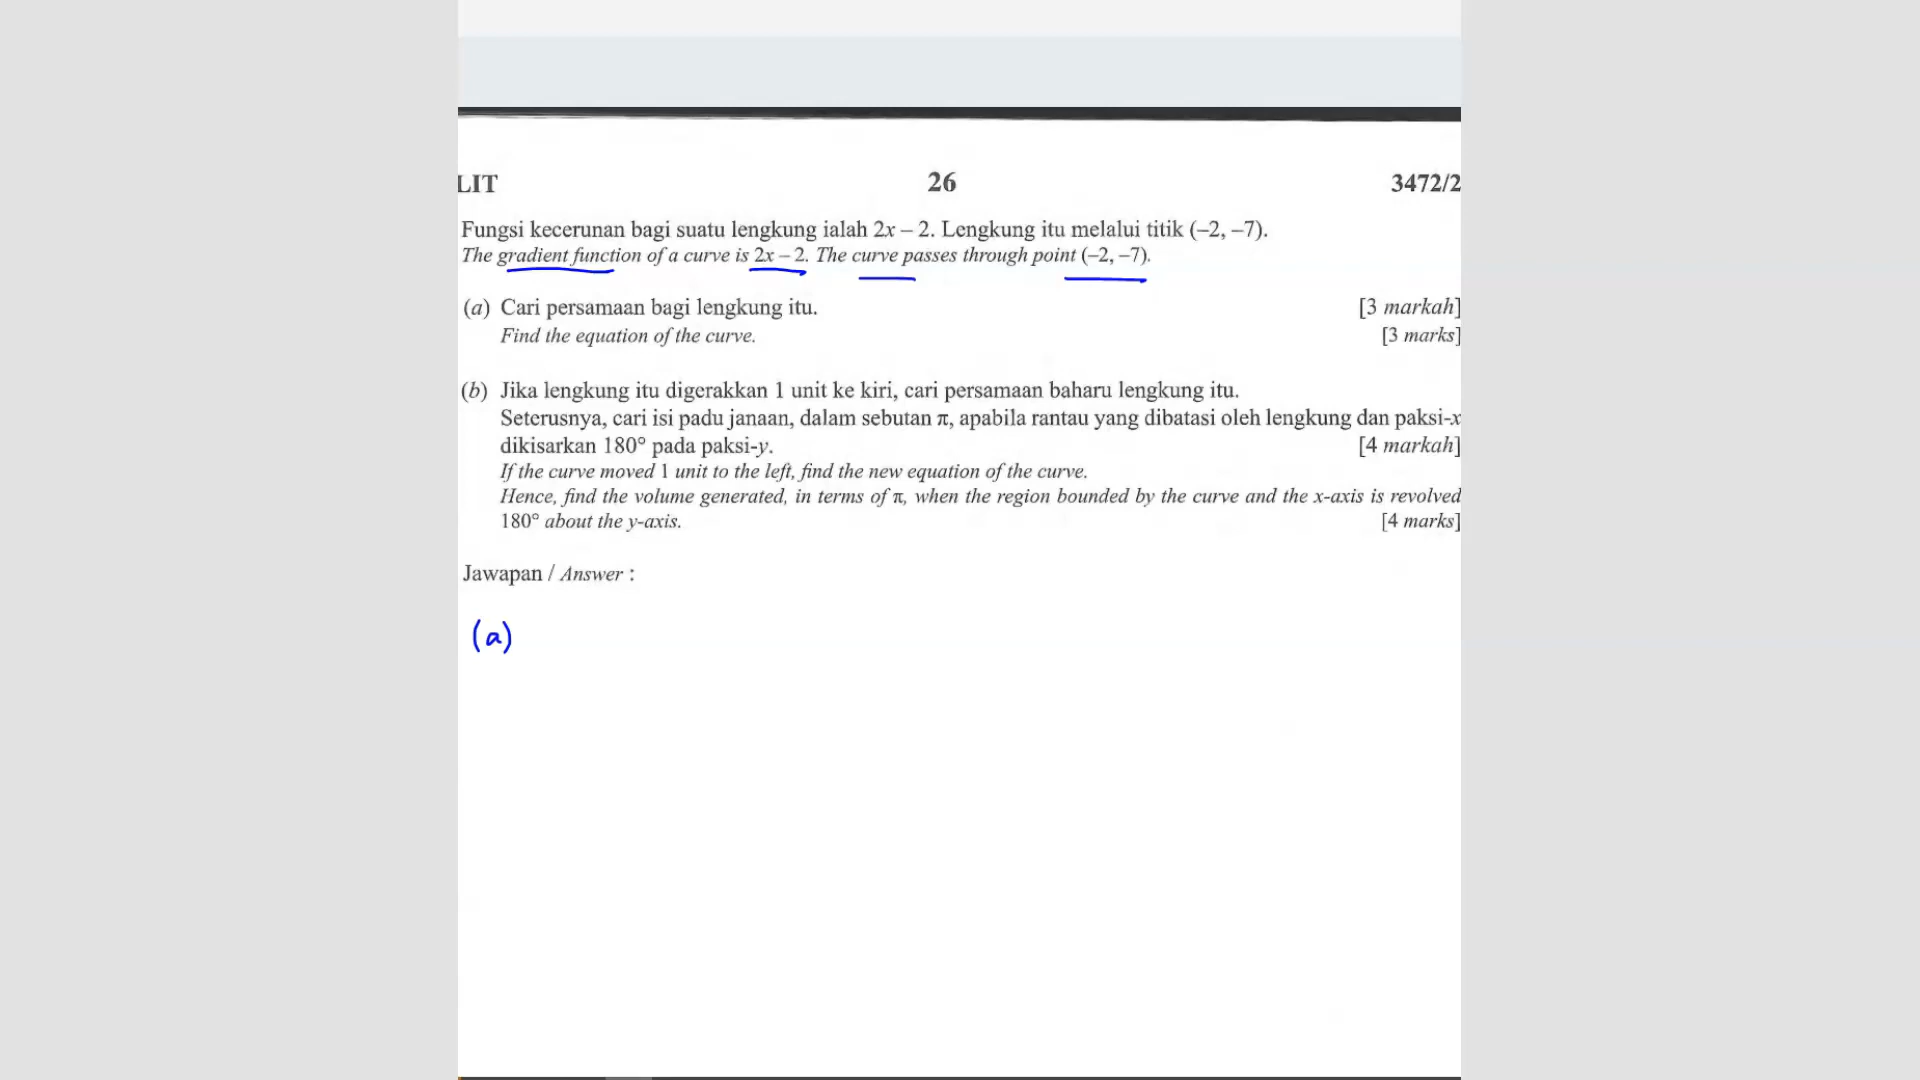 LIT 26 3472/2
Fungsi kecerunan bagi suatu lengkung ialah 2x – 2. Lengkung itu melalui titik (–2, –7).
The gradient function of a curve is 2x – 2. The curve passes through point (–2, –7).
(a) Cari persamaan bagi lengkung itu. [3 markah]
Find the equation of the curve. [3 marks]
(b) Jika lengkung itu digerakkan 1 unit ke kiri, cari persamaan baharu lengkung itu.
Seterusnya, cari isi padu janaan, dalam sebutan π, apabila rantau yang dibatasi oleh lengkung dan paksi-x
dikisarkan 180° pada paksi-y. [4 markah]
If the curve moved 1 unit to the left, find the new equation of the curve.
Hence, find the volume generated, in terms of π, when the region bounded by the curve and the x-axis is revolved
180° about the y-axis. [4 marks]
Jawapan / Answer :
(a)